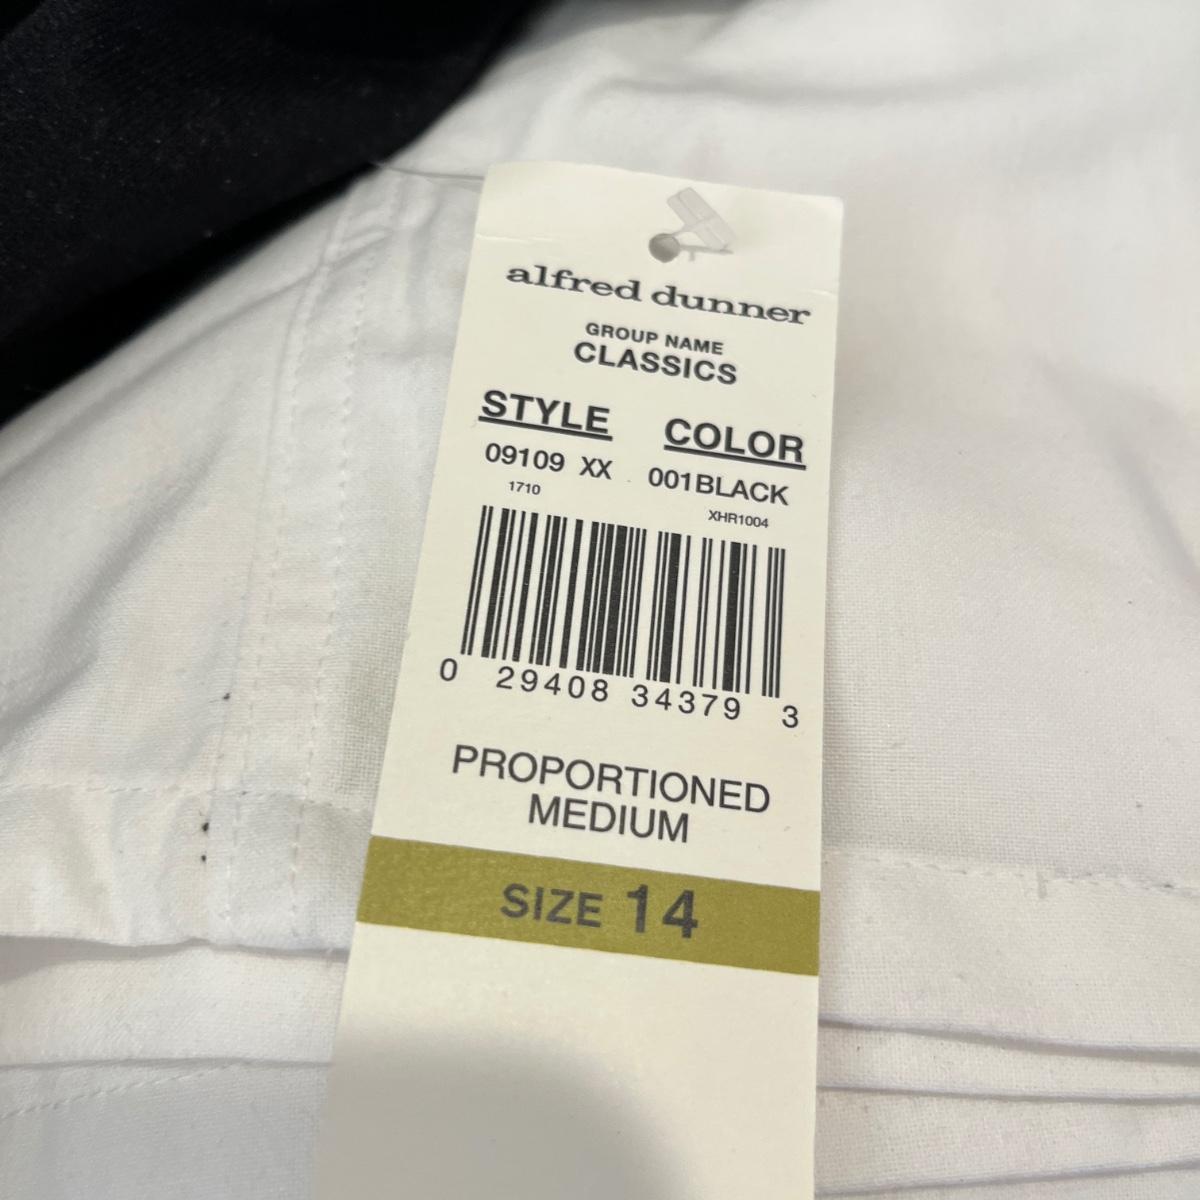 alfred dunner
GROUP NAME
CLASSICS
STYLE COLOR
09109 XX 001BLACK
1710 XHR1004
0 29408 34379 3
PROPORTIONED
MEDIUM
SIZE 14